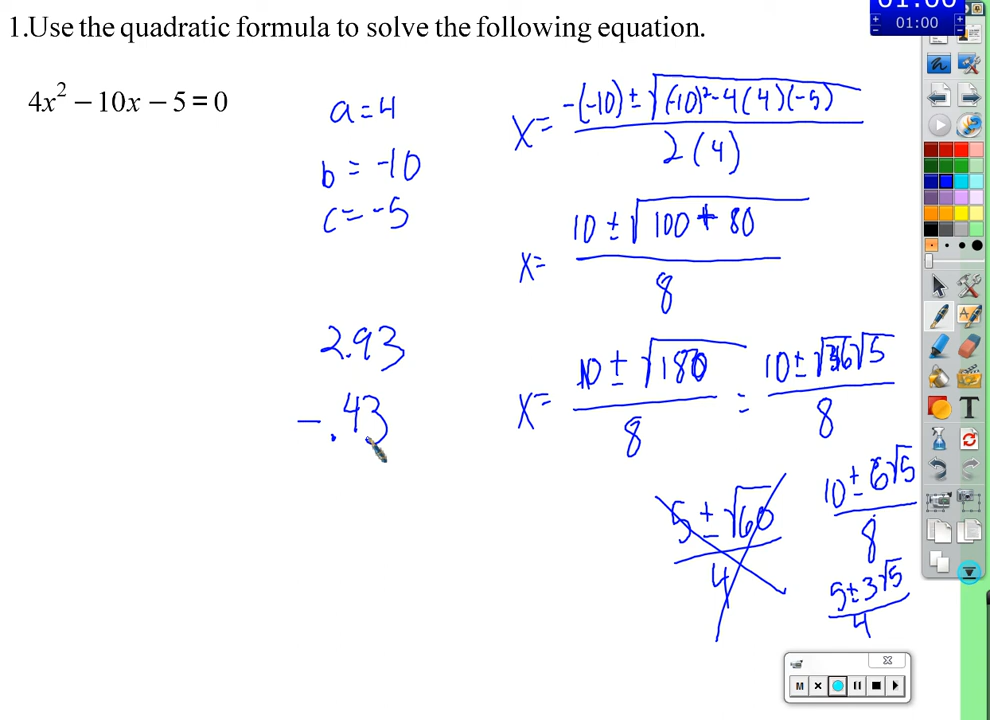 01:00
1.Use the quadratic formula to solve the following equation.
01:00
4x² − 10x − 5 = 0
a = 4
b = -10
c = -5
x = (-(-10) ± √((-10)² - 4(4)(-5))) / 2(4)
x = (10 ± √(100 + 80)) / 8
x = (10 ± √180) / 8 = (10 ± √36√5) / 8
2.93
-.43
(5 ± √60) / 4
(10 ± 6√5) / 8
(5 ± 3√5) / 4